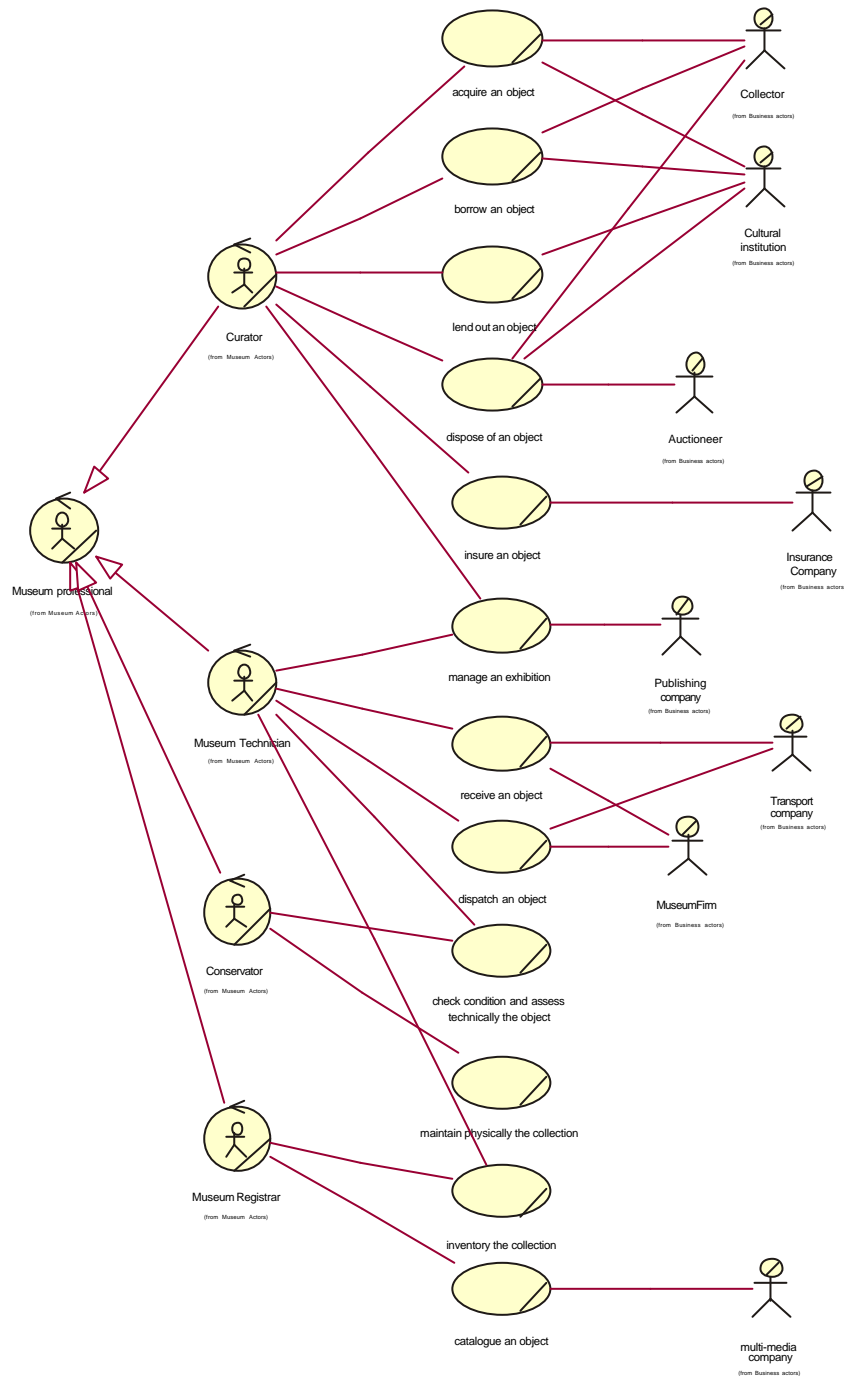 acquire an object
Collector
(from Business actors)
borrow an object
Cultural
institution
(from Business actors)
lend out an object
Curator
(from Museum Actors)
dispose of an object
Auctioneer
(from Business actors)
insure an object
Insurance
Company
(from Business actors
Museum professional
(from Museum Actors)
manage an exhibition
Publishing
company
(from Business actors)
Museum Technician
(from Museum Actors)
receive an object
Transport
company
(from Business actors)
dispatch an object
MuseumFirm
(from Business actors)
Conservator
(from Museum Actors)
check condition and assess
technically the object
maintain physically the collection
Museum Registrar
(from Museum Actors)
inventory the collection
catalogue an object
multi-media
company
(from Business actors)